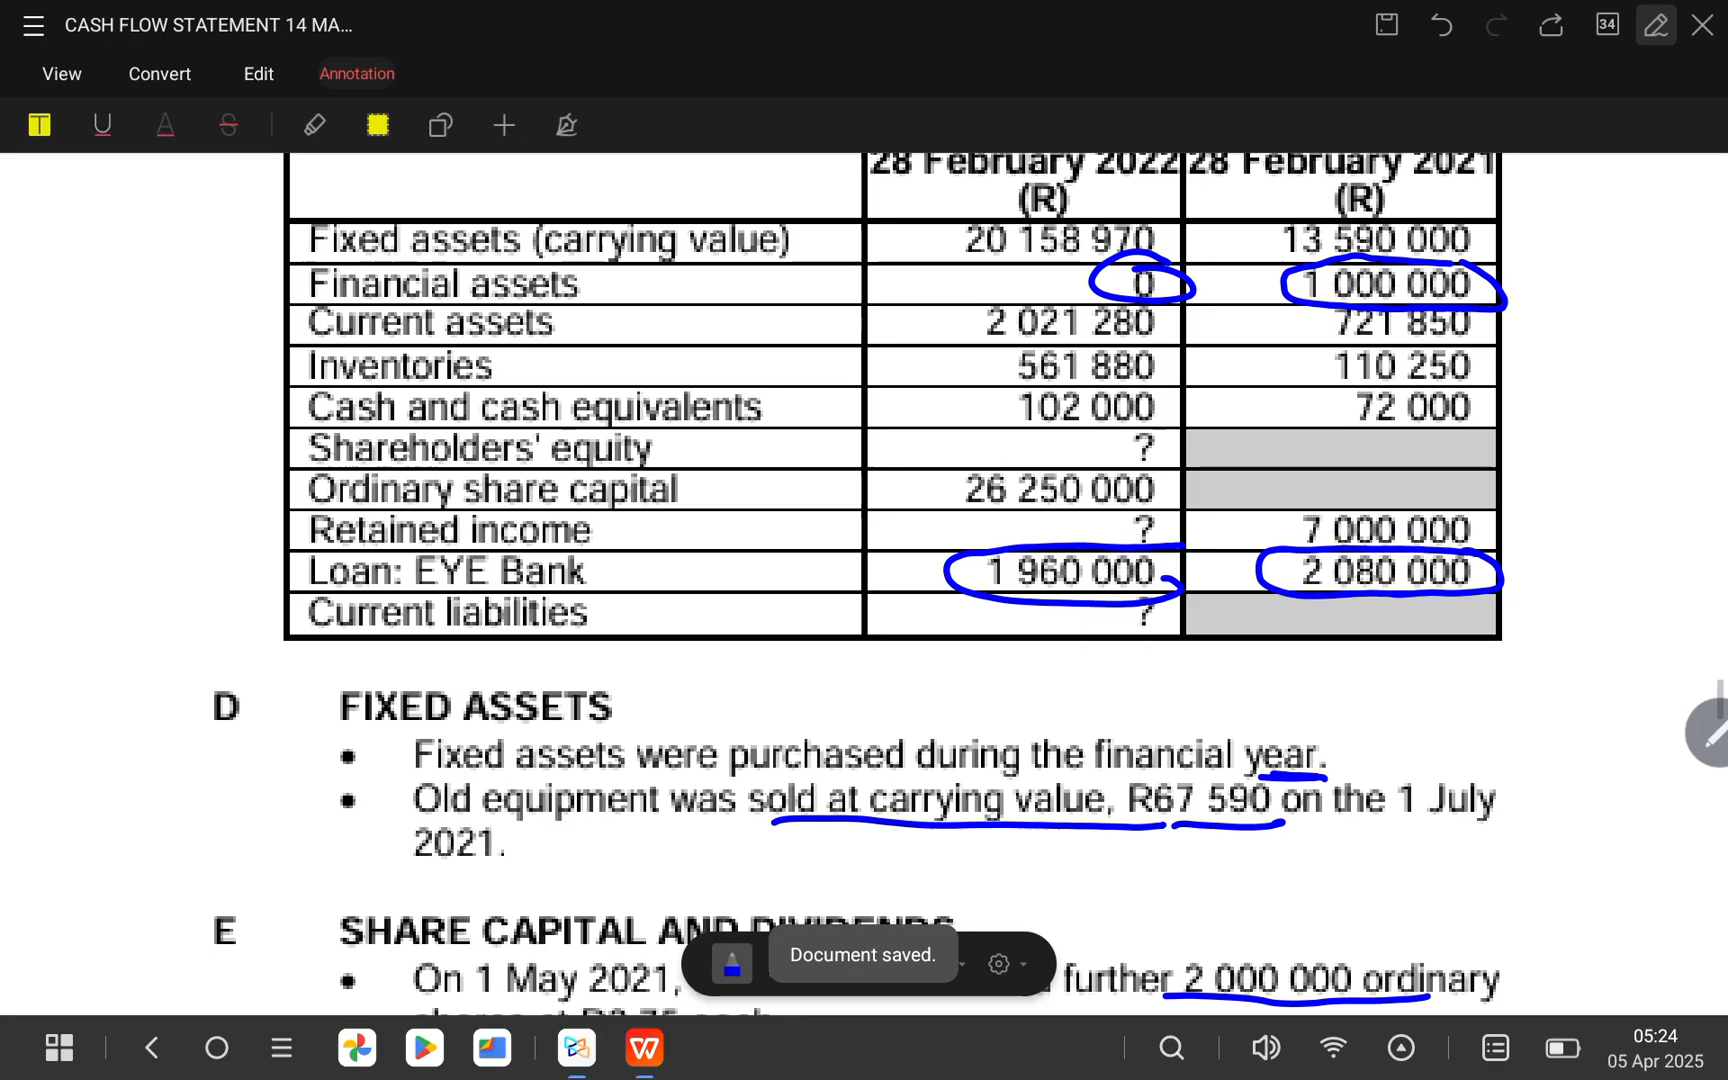 CASH FLOW STATEMENT 14 MA...
34
View Convert Edit Annotation
T U A S
28 February 2022 28 February 2021
(R) (R)
Fixed assets (carrying value) 20 158 970 13 590 000
Financial assets 0 1 000 000
Current assets 2 021 280 721 850
Inventories 561 880 110 250
Cash and cash equivalents 102 000 72 000
Shareholders' equity ?
Ordinary share capital 26 250 000
Retained income ? 7 000 000
Loan: EYE Bank 1 960 000 2 080 000
Current liabilities ?
D FIXED ASSETS
• Fixed assets were purchased during the financial year.
• Old equipment was sold at carrying value, R67 590 on the 1 July
2021.
E SHARE CAPITAL AND DIVIDENDS
Document saved.
• On 1 May 2021, further 2 000 000 ordinary
05:24
05 Apr 2025